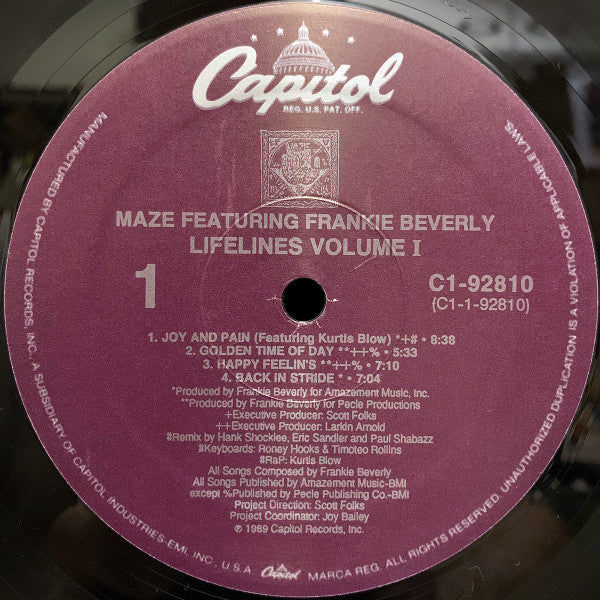 Capitol
REG. U.S. PAT. OFF.
MAZE FEATURING FRANKIE BEVERLY
LIFELINES VOLUME I
1
C1-92810
(C1-1-92810)
1. JOY AND PAIN (Featuring Kurtis Blow) *+# • 8:38
2. GOLDEN TIME OF DAY **++% • 5:33
3. HAPPY FEELIN'S **++% • 7:10
4. BACK IN STRIDE * • 7:04
*Produced by Frankie Beverly for Amazement Music, Inc.
**Produced by Frankie Beverly for Pecle Productions
+Executive Producer: Scott Folks
++Executive Producer: Larkin Arnold
#Remix by Hank Shocklee, Eric Sandler and Paul Shabazz
#Keyboards: Roney Hooks & Timoteo Rollins
#RaP: Kurtis Blow
All Songs Composed by Frankie Beverly
All Songs Published by Amazement Music-BMI
except %Published by Pecle Publishing Co.-BMI
Project Direction: Scott Folks
Project Coordinator: Joy Bailey
℗ 1989 Capitol Records, Inc.
MANUFACTURED BY CAPITOL RECORDS, INC., A SUBSIDIARY OF CAPITOL INDUSTRIES-EMI, INC., U.S.A. Capitol MARCA REG. ALL RIGHTS RESERVED. UNAUTHORIZED DUPLICATION IS A VIOLATION OF APPLICABLE LAWS.